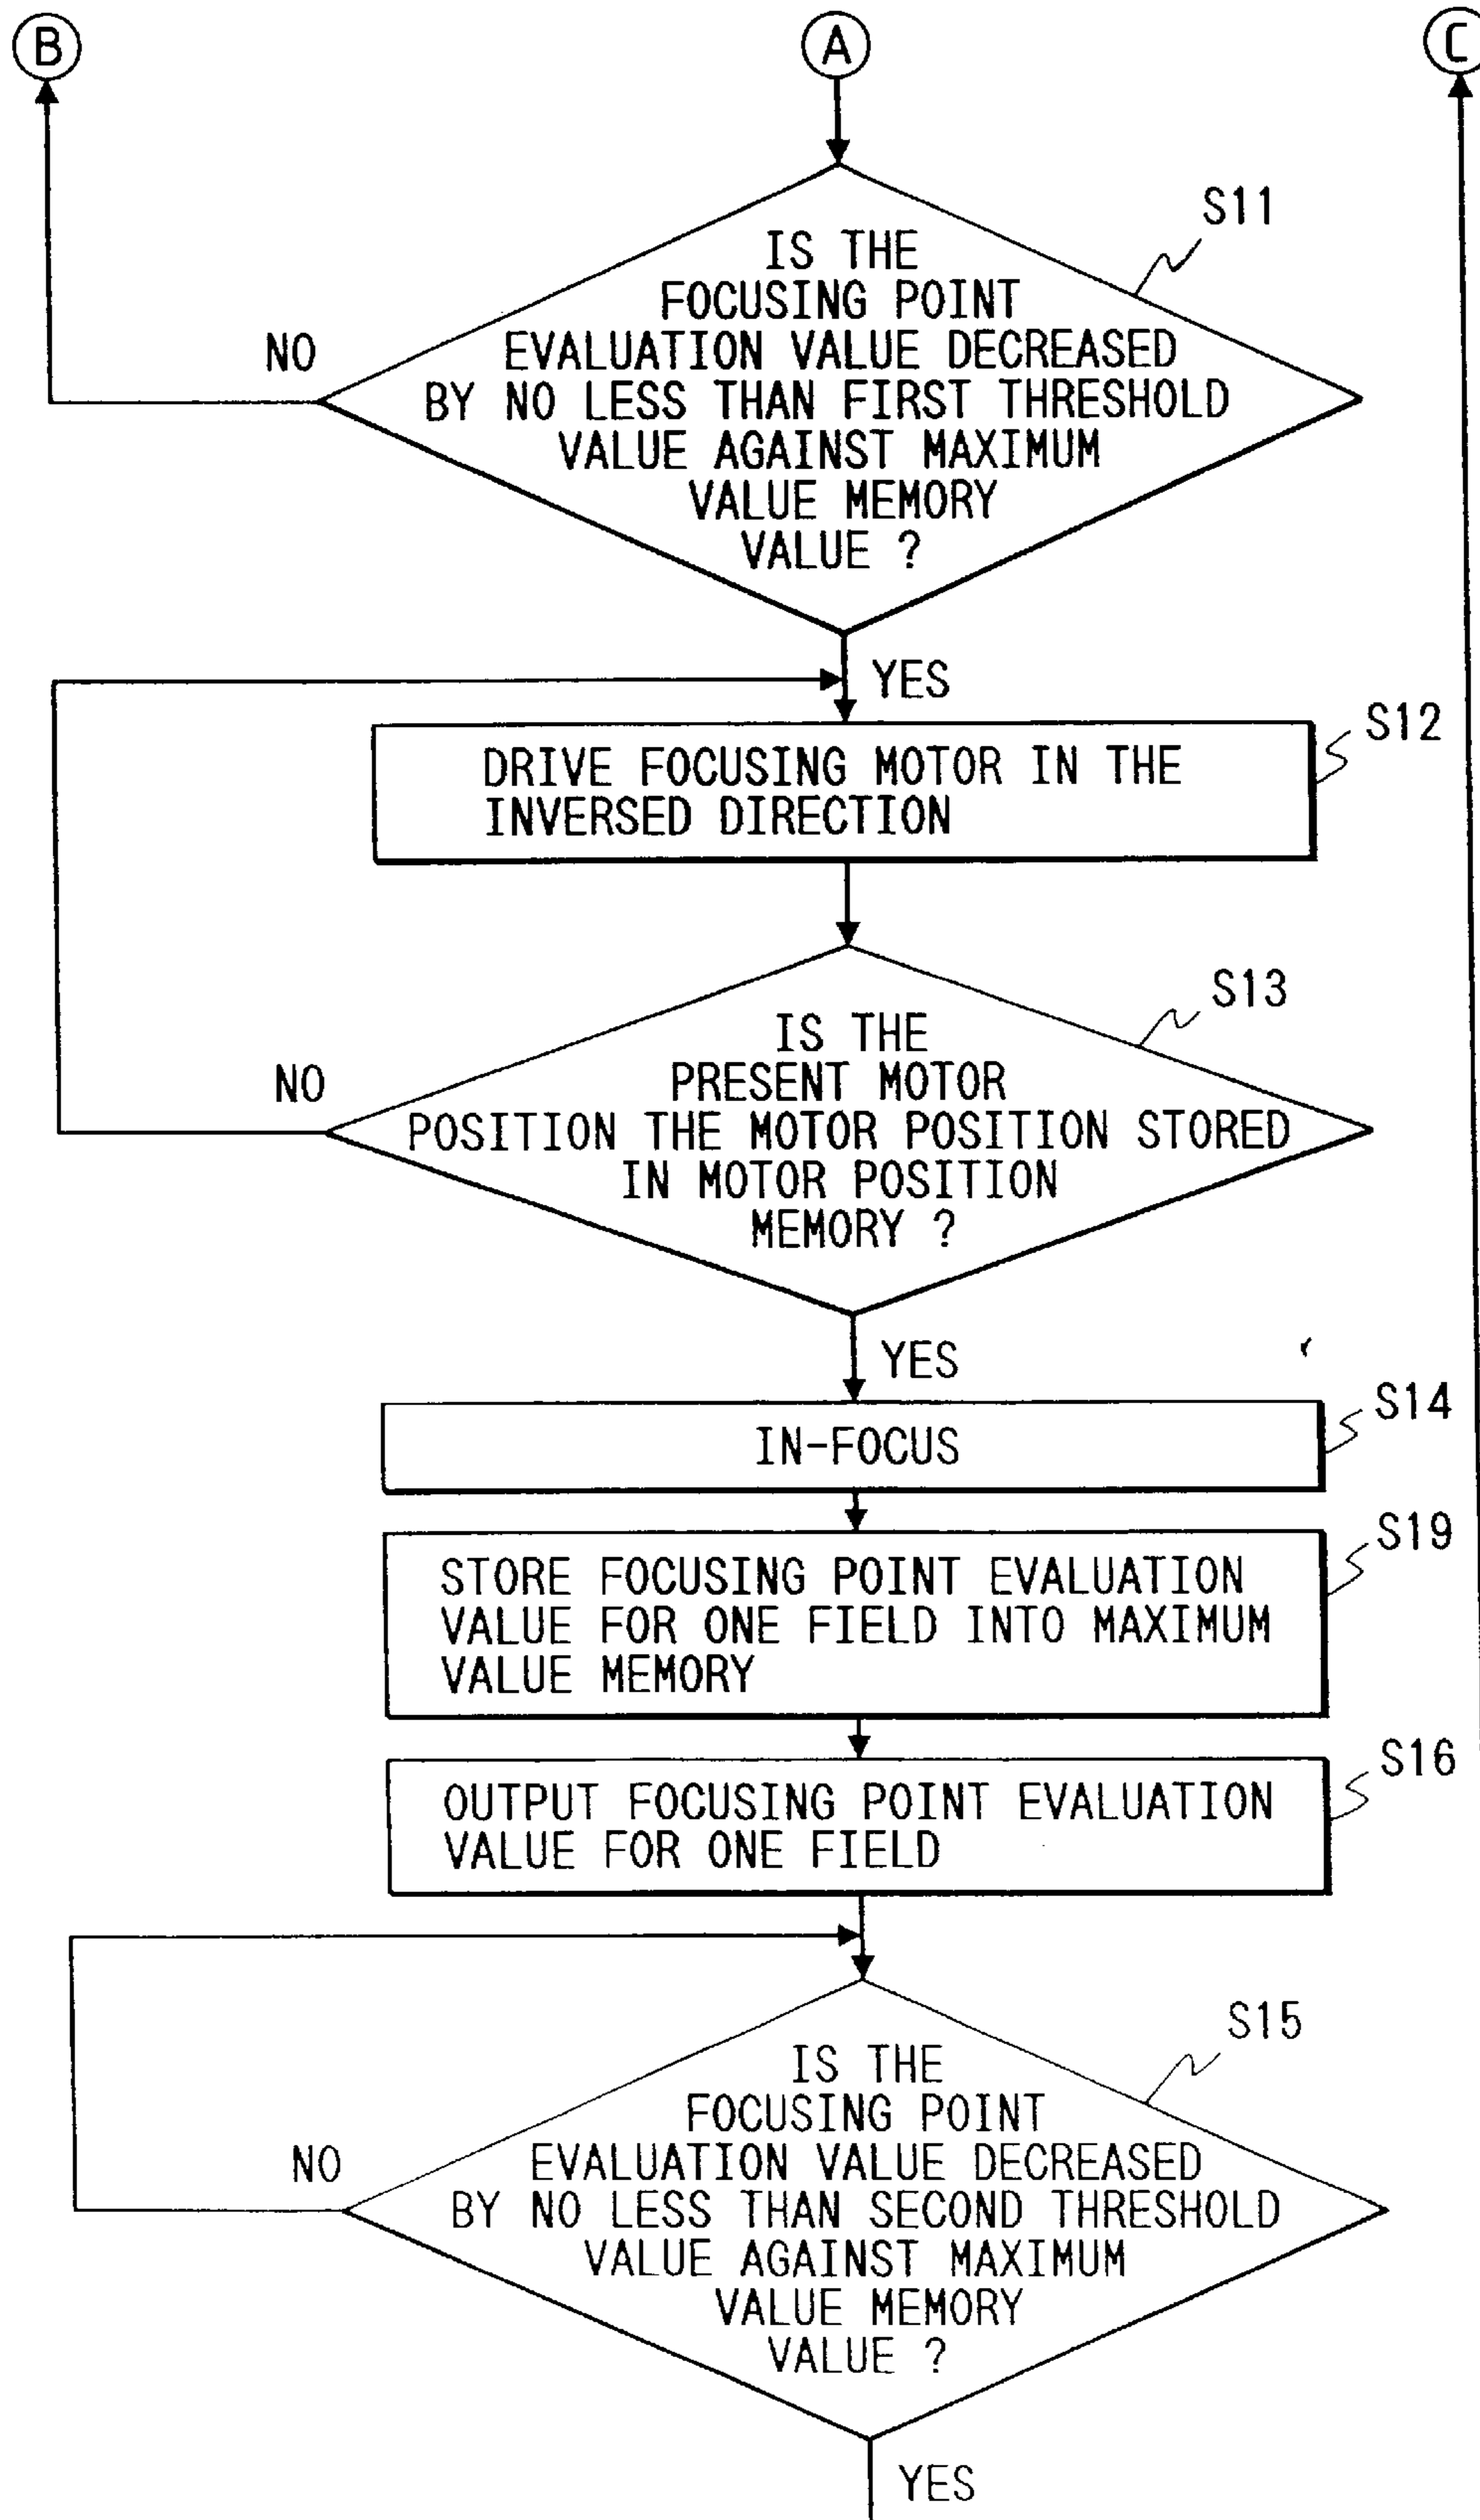 B
A
C
S11
IS THE
FOCUSING POINT
EVALUATION VALUE DECREASED
BY NO LESS THAN FIRST THRESHOLD
VALUE AGAINST MAXIMUM
VALUE MEMORY
VALUE ?
NO
YES
S12
DRIVE FOCUSING MOTOR IN THE
INVERSED DIRECTION
S13
IS THE
PRESENT MOTOR
POSITION THE MOTOR POSITION STORED
IN MOTOR POSITION
MEMORY ?
NO
YES
S14
IN-FOCUS
S19
STORE FOCUSING POINT EVALUATION
VALUE FOR ONE FIELD INTO MAXIMUM
VALUE MEMORY
S16
OUTPUT FOCUSING POINT EVALUATION
VALUE FOR ONE FIELD
S15
IS THE
FOCUSING POINT
EVALUATION VALUE DECREASED
BY NO LESS THAN SECOND THRESHOLD
VALUE AGAINST MAXIMUM
VALUE MEMORY
VALUE ?
NO
YES